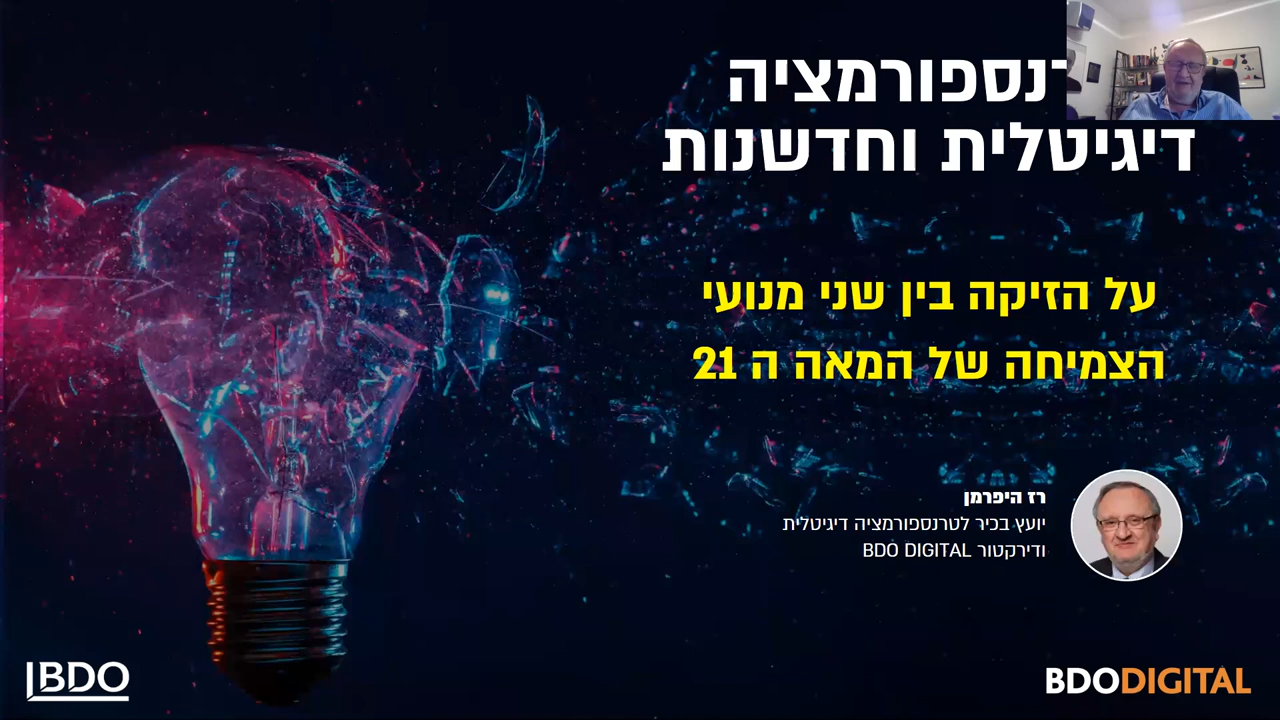 רנספורמציה
דיגיטלית וחדשנות
על הזיקה בין שני מנועי
הצמיחה של המאה ה 21
רז היפרמן
יועץ בכיר לטרנספורמציה דיגיטלית
ודירקטור BDO DIGITAL
BDO
BDODIGITAL